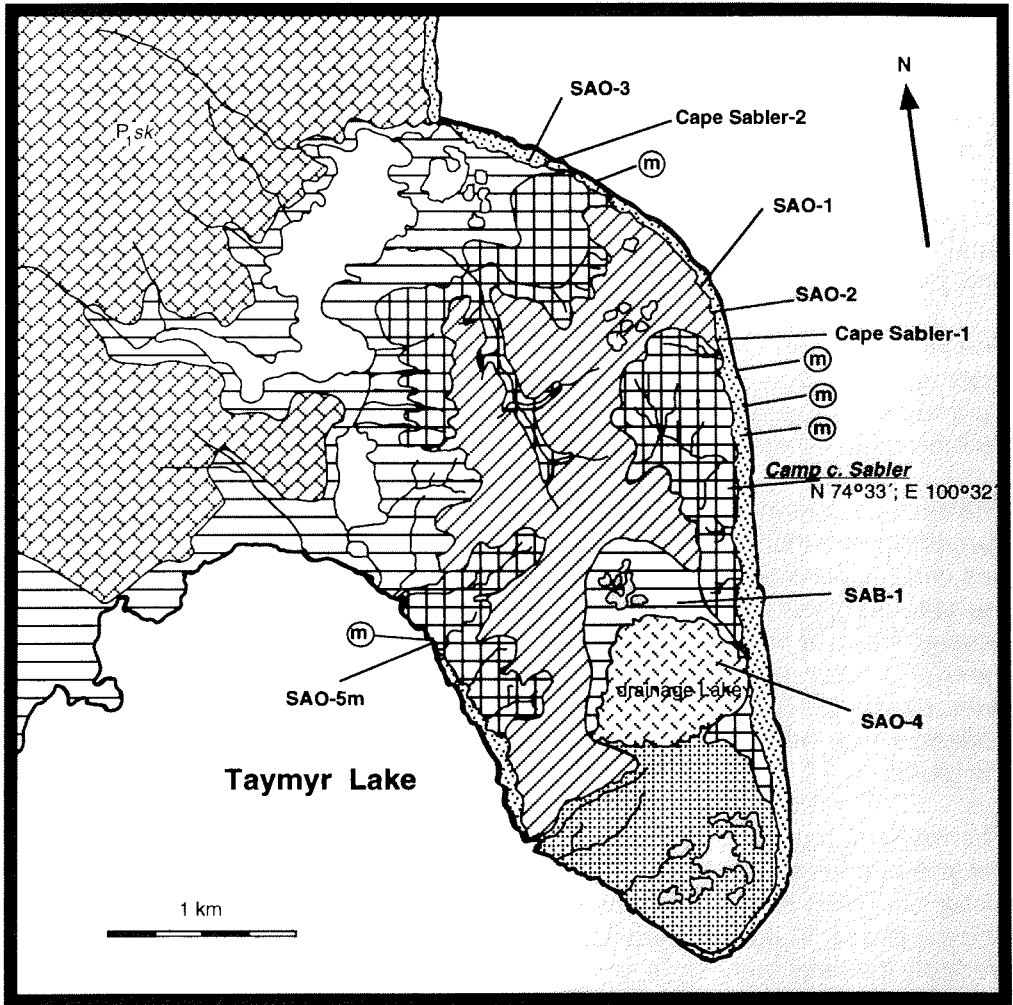 N
SAO-3
Cape Sabler-2
P₁sk
m
SAO-1
SAO-2
Cape Sabler-1
m
m
m
Camp c. Sabler
N 74°33´; E 100°32´
SAB-1
m
SAO-5m
drainage Lake
SAO-4
Taymyr Lake
1 km